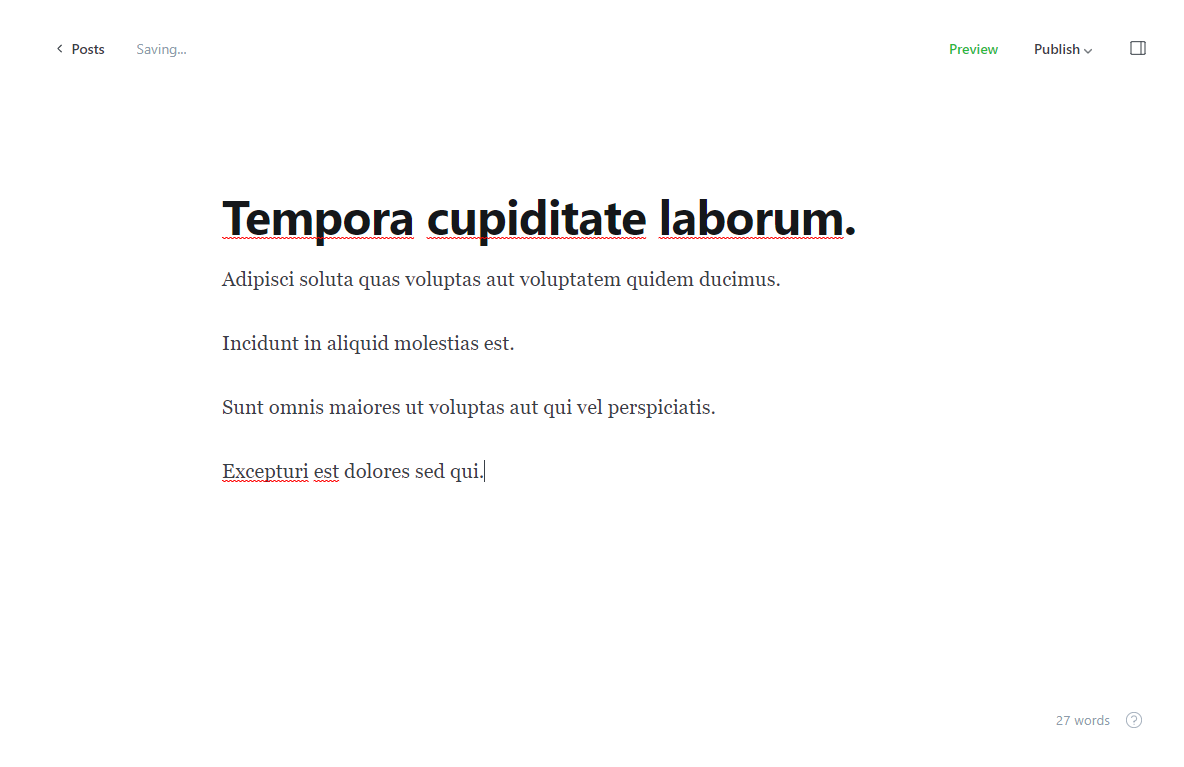 Posts
Saving...
Preview
Publish
Tempora cupiditate laborum.
Adipisci soluta quas voluptas aut voluptatem quidem ducimus.
Incidunt in aliquid molestias est.
Sunt omnis maiores ut voluptas aut qui vel perspiciatis.
Excepturi est dolores sed qui.
27 words
?